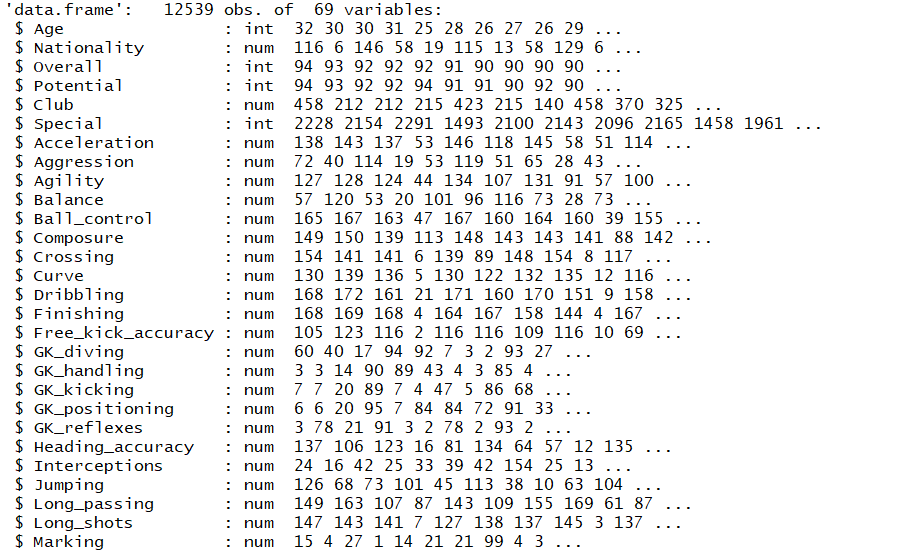 'data.frame':   12539 obs. of  69 variables:
 $ Age                : int  32 30 30 31 25 28 26 27 26 29 ...
 $ Nationality        : num  116 6 146 58 19 115 13 58 129 6 ...
 $ Overall            : int  94 93 92 92 92 91 90 90 90 90 ...
 $ Potential          : int  94 93 92 92 94 91 91 90 92 90 ...
 $ Club               : num  458 212 212 215 423 215 140 458 370 325 ...
 $ Special            : int  2228 2154 2291 1493 2100 2143 2096 2165 1458 1961 ...
 $ Acceleration       : num  138 143 137 53 146 118 145 58 51 114 ...
 $ Aggression         : num  72 40 114 19 53 119 51 65 28 43 ...
 $ Agility            : num  127 128 124 44 134 107 131 91 57 100 ...
 $ Balance            : num  57 120 53 20 101 96 116 73 28 73 ...
 $ Ball_control       : num  165 167 163 47 167 160 164 160 39 155 ...
 $ Composure          : num  149 150 139 113 148 143 143 141 88 142 ...
 $ Crossing           : num  154 141 141 6 139 89 148 154 8 117 ...
 $ Curve              : num  130 139 136 5 130 122 132 135 12 116 ...
 $ Dribbling          : num  168 172 161 21 171 160 170 151 9 158 ...
 $ Finishing          : num  168 169 168 4 164 167 158 144 4 167 ...
 $ Free_kick_accuracy : num  105 123 116 2 116 116 109 116 10 69 ...
 $ GK_diving          : num  60 40 17 94 92 7 3 2 93 27 ...
 $ GK_handling        : num  3 3 14 90 89 43 4 3 85 4 ...
 $ GK_kicking         : num  7 7 20 89 7 4 47 5 86 68 ...
 $ GK_positioning     : num  6 6 20 95 7 84 84 72 91 33 ...
 $ GK_reflexes        : num  3 78 21 91 3 2 78 2 93 2 ...
 $ Heading_accuracy   : num  137 106 123 16 81 134 64 57 12 135 ...
 $ Interceptions      : num  24 16 42 25 33 39 42 154 25 13 ...
 $ Jumping            : num  126 68 73 101 45 113 38 10 63 104 ...
 $ Long_passing       : num  149 163 107 87 143 109 155 169 61 87 ...
 $ Long_shots         : num  147 143 141 7 127 138 137 145 3 137 ...
 $ Marking            : num  15 4 27 1 14 21 21 99 4 3 ...